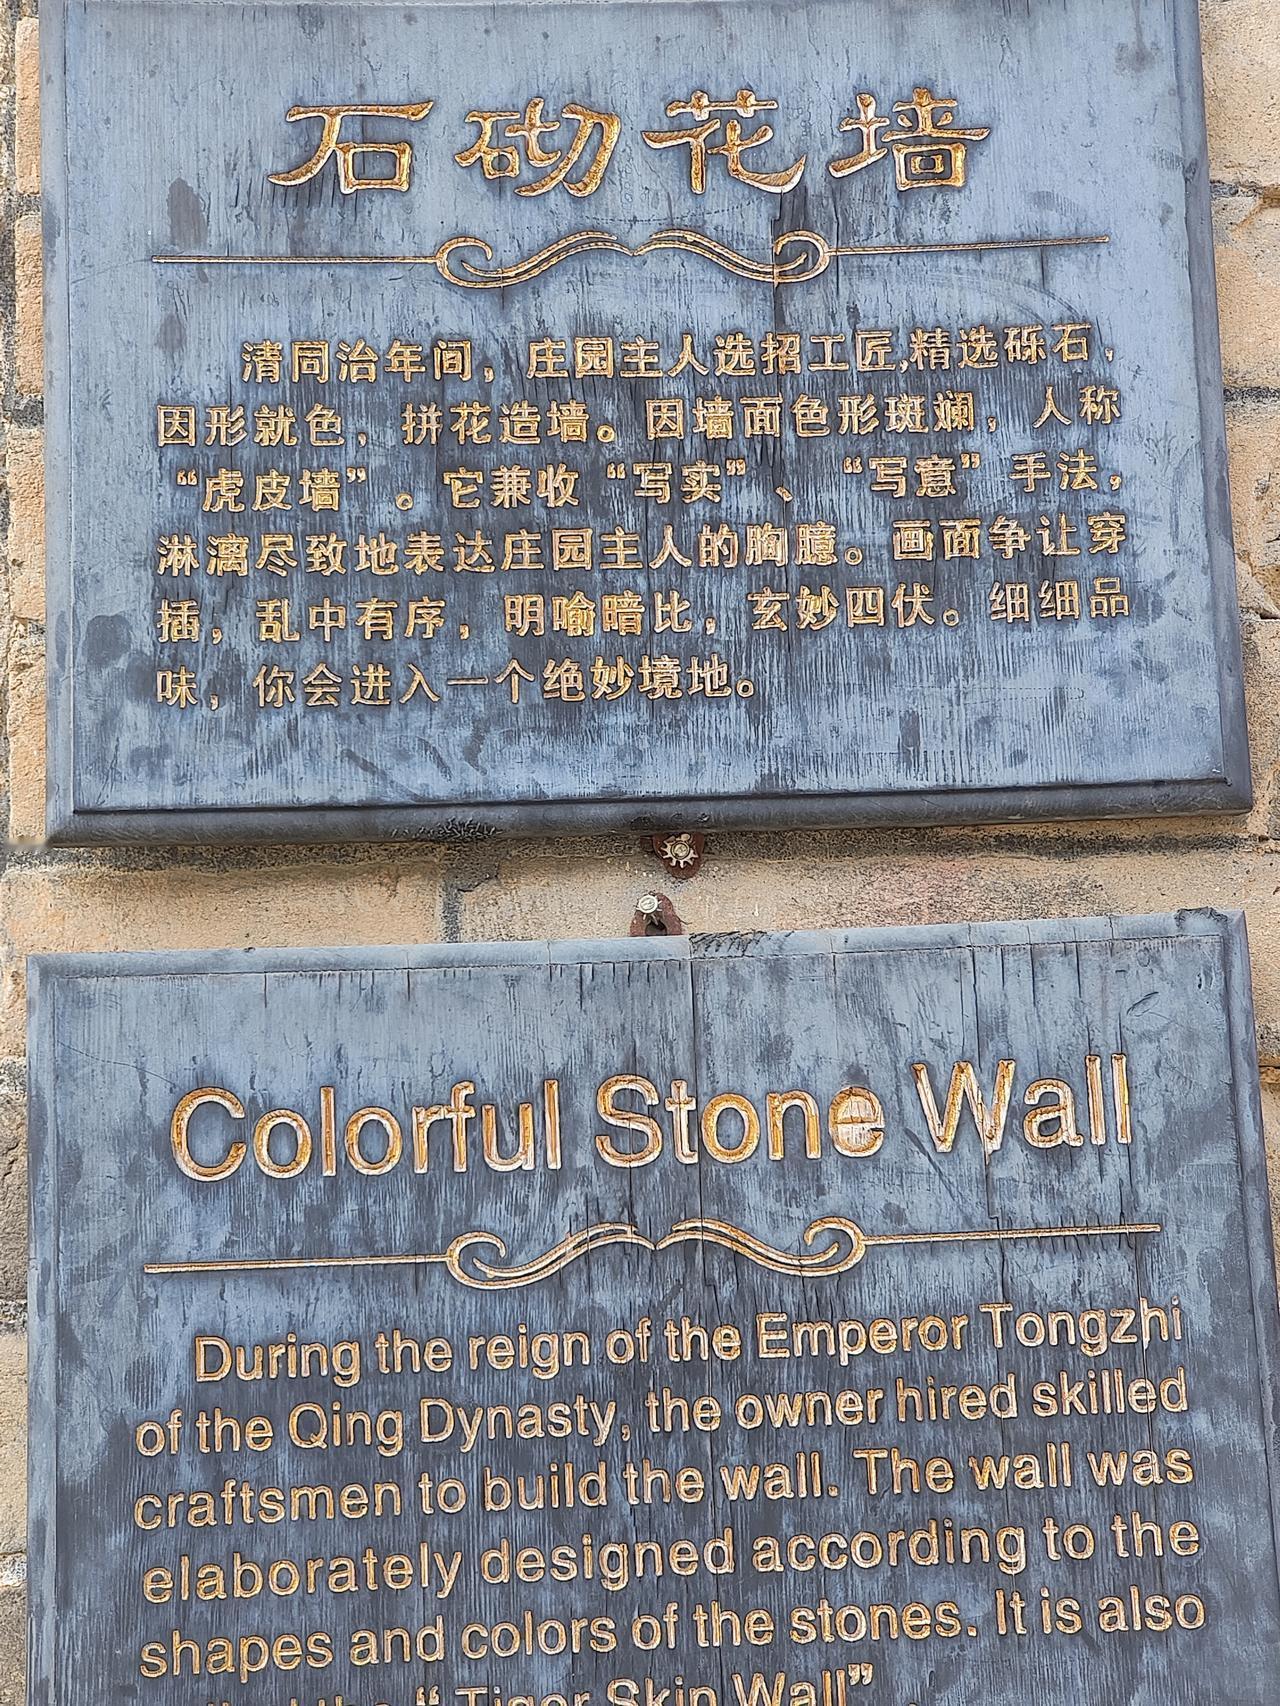 石砌花墙
清同治年间，庄园主人选招工匠,精选砾石，
因形就色，拼花造墙。因墙面色形斑斓，人称
“虎皮墙”。它兼收“写实”、“写意”手法，
淋漓尽致地表达庄园主人的胸臆。画面争让穿
插，乱中有序，明喻暗比，玄妙四伏。细细品
味，你会进入一个绝妙境地。
Colorful Stone Wall
During the reign of the Emperor Tongzhi
of the Qing Dynasty, the owner hired skilled
craftsmen to build the wall. The wall was
elaborately designed according to the
shapes and colors of the stones. It is also
the “Tiger Skin Wall”